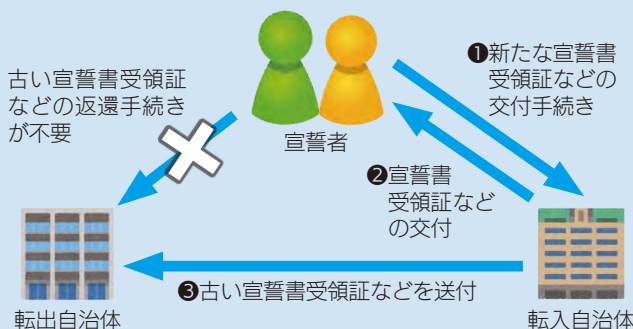 古い宣誓書受領証
などの返還手続き
が不要
宣誓者
❶新たな宣誓書
受領証などの
交付手続き
❷宣誓書
受領証など
の交付
❸古い宣誓書受領証などを送付
転出自治体
転入自治体